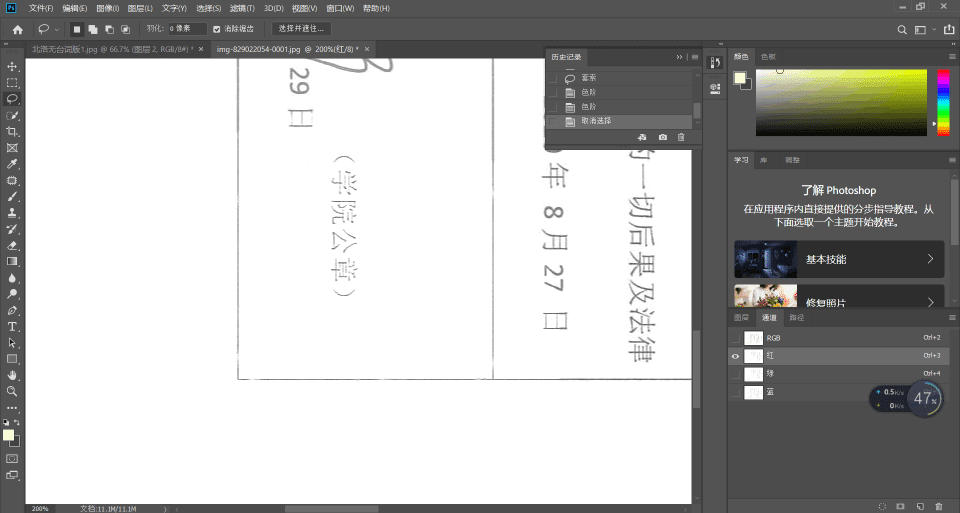 Ps 文件(F) 编辑(E) 图像(I) 图层(L) 文字(Y) 选择(S) 滤镜(T) 3D(D) 视图(V) 窗口(W) 帮助(H)
羽化: 0 像素 消除锯齿 选择并遮住...
北落无台词版1.jpg @ 66.7% (图层 2, RGB/8#) * ×
img-829022054-0001.jpg @ 200%(红/8) * ×
29 日
（学院公章）
年 8 月 27 日
的一切后果及法律
历史记录
套索
色阶
色阶
取消选择
颜色 色板
学习 库 调整
了解 Photoshop
在应用程序内直接提供的分步指导教程。从
下面选取一个主题开始教程。
基本技能
修复照片
图层 通道 路径
RGB Ctrl+2
红 Ctrl+3
绿 Ctrl+4
蓝
0.5K/s
0K/s
47%
200% 文档:11.1M/11.1M